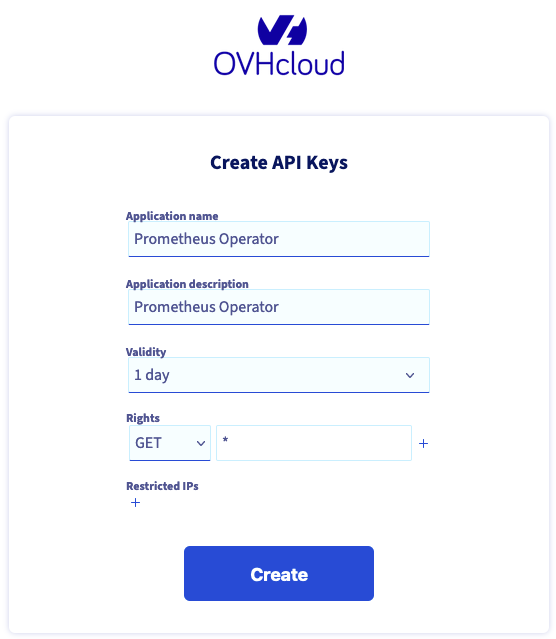 OVHcloud
Create API Keys
Application name
Prometheus Operator
Application description
Prometheus Operator
Validity
1 day
Rights
GET * +
Restricted IPs
+
Create